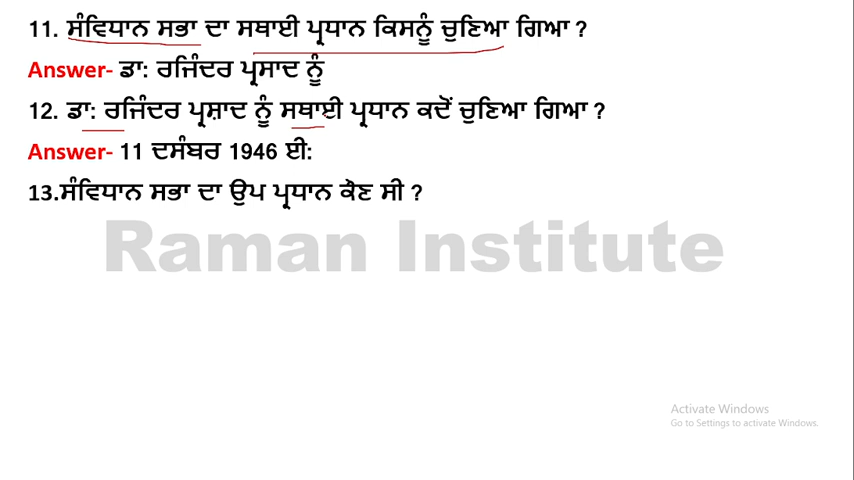 11. ਸੰਵਿਧਾਨ ਸਭਾ ਦਾ ਸਥਾਈ ਪ੍ਰਧਾਨ ਕਿਸਨੂੰ ਚੁਣਿਆ ਗਿਆ ?
Answer- ਡਾ: ਰਜਿੰਦਰ ਪ੍ਰਸਾਦ ਨੂੰ
12. ਡਾ: ਰਜਿੰਦਰ ਪ੍ਰਸ਼ਾਦ ਨੂੰ ਸਥਾਈ ਪ੍ਰਧਾਨ ਕਦੋਂ ਚੁਣਿਆ ਗਿਆ ?
Answer- 11 ਦਸੰਬਰ 1946 ਈ:
13.ਸੰਵਿਧਾਨ ਸਭਾ ਦਾ ਉਪ ਪ੍ਰਧਾਨ ਕੋਣ ਸੀ ?
Raman Institute
Activate Windows
Go to Settings to activate Windows.